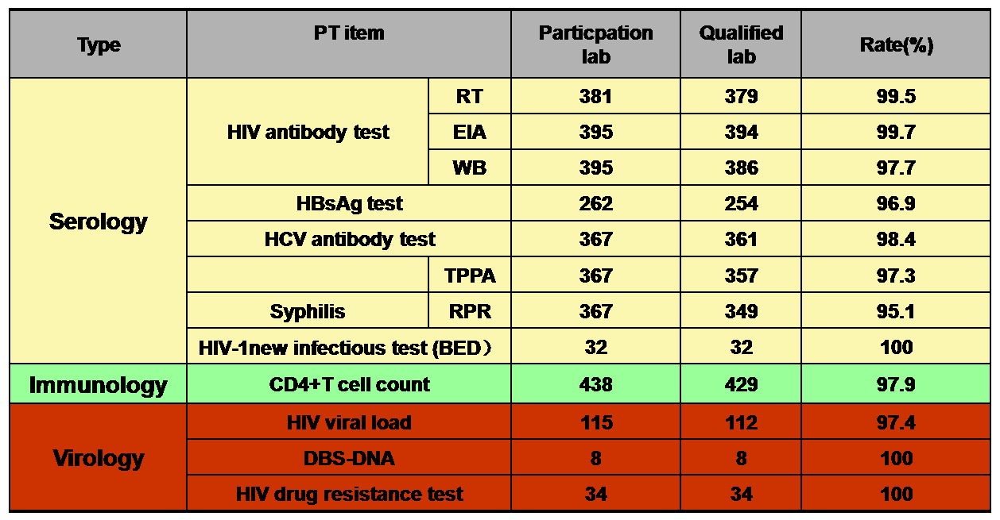 Type PT item Particpation lab Qualified lab Rate(%)
Serology HIV antibody test RT 381 379 99.5
EIA 395 394 99.7
WB 395 386 97.7
HBsAg test 262 254 96.9
HCV antibody test 367 361 98.4
TPPA 367 357 97.3
Syphilis RPR 367 349 95.1
HIV-1new infectious test (BED） 32 32 100
Immunology CD4+T cell count 438 429 97.9
Virology HIV viral load 115 112 97.4
DBS-DNA 8 8 100
HIV drug resistance test 34 34 100